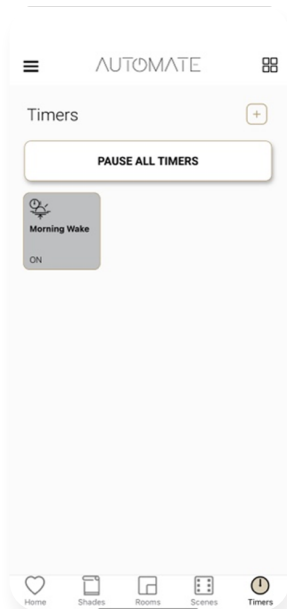 AUTOMATE
Timers
PAUSE ALL TIMERS
Morning Wake
ON
Home Shades Rooms Scenes Timers